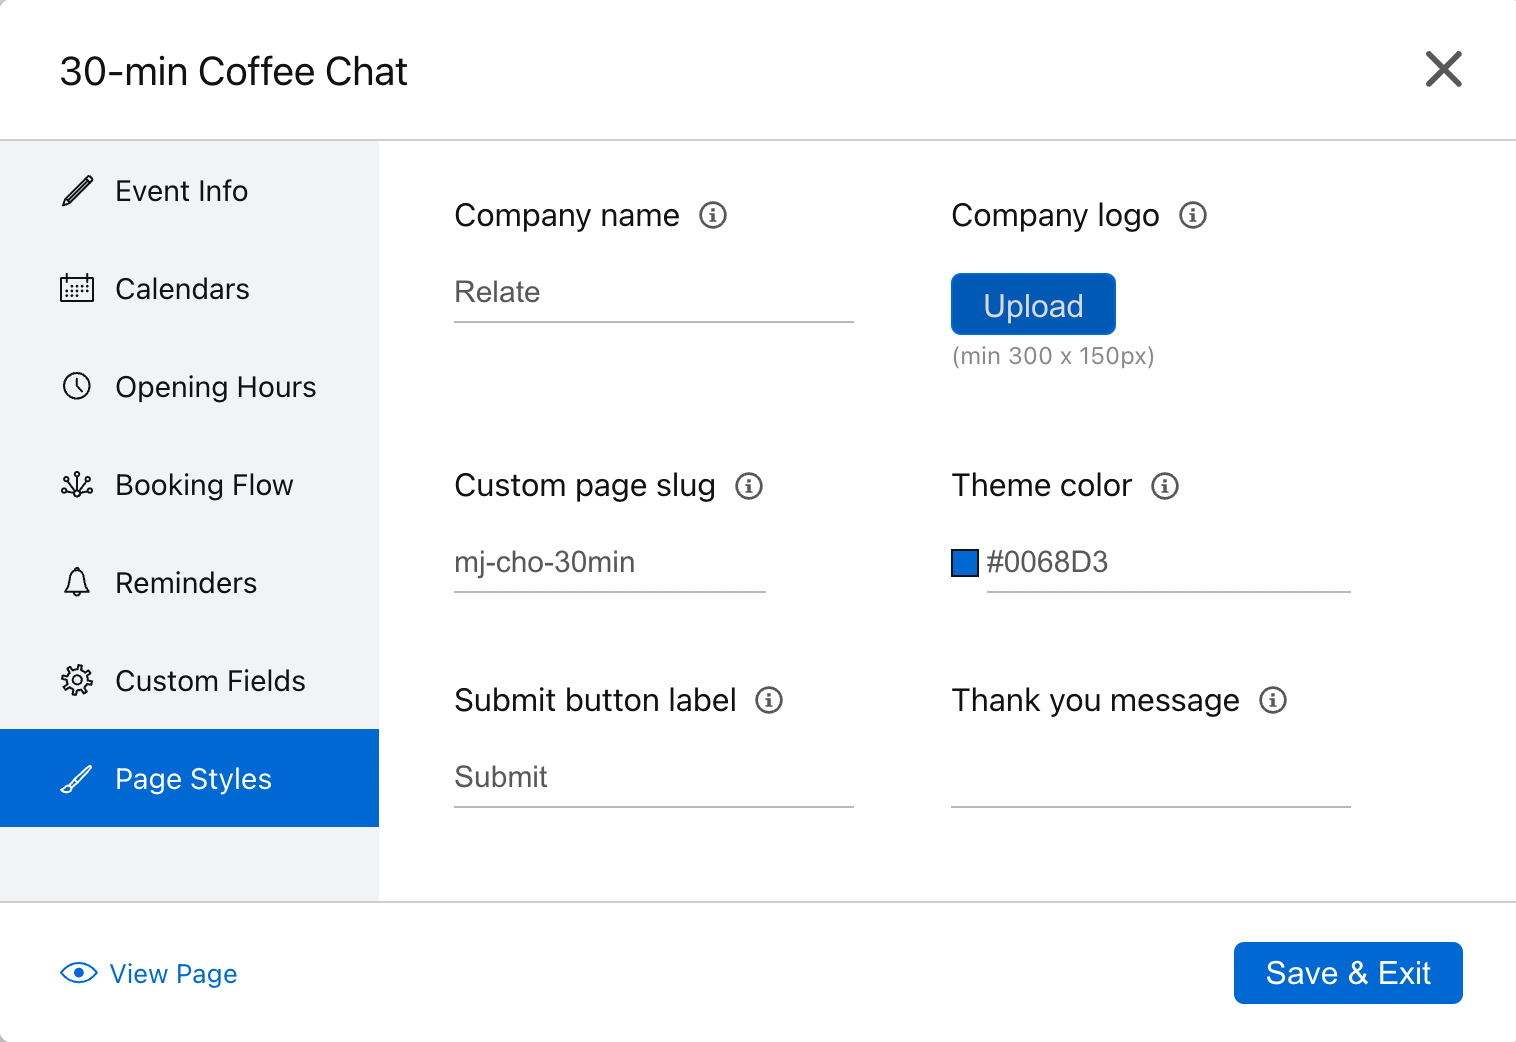 30-min Coffee Chat
Event Info
Calendars
Opening Hours
Booking Flow
Reminders
Custom Fields
Page Styles
Company name
Relate
Company logo
Upload
(min 300 x 150px)
Custom page slug
mj-cho-30min
Theme color
#0068D3
Submit button label
Submit
Thank you message
View Page
Save & Exit